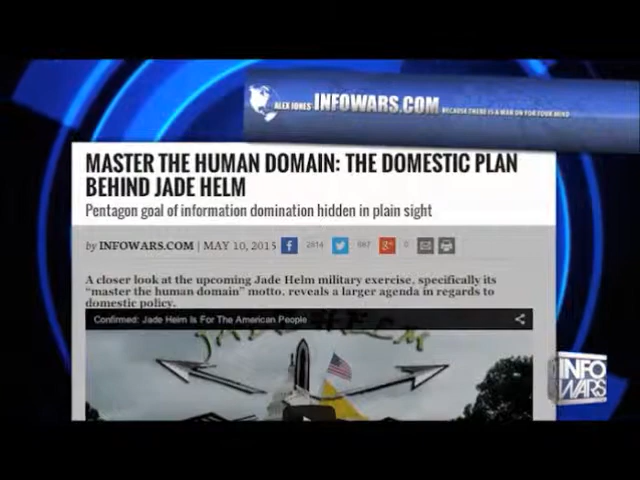 ALEX JONES' INFOWARS.COM BECAUSE THERE IS A WAR ON FOR YOUR MIND
MASTER THE HUMAN DOMAIN: THE DOMESTIC PLAN
BEHIND JADE HELM
Pentagon goal of information domination hidden in plain sight
by INFOWARS.COM | MAY 10, 2015 f 2814 667 g+ 0
A closer look at the upcoming Jade Helm military exercise, specifically its
"master the human domain" motto, reveals a larger agenda in regards to
domestic policy.
Confirmed: Jade Helm Is For The American People
INFO
WARS